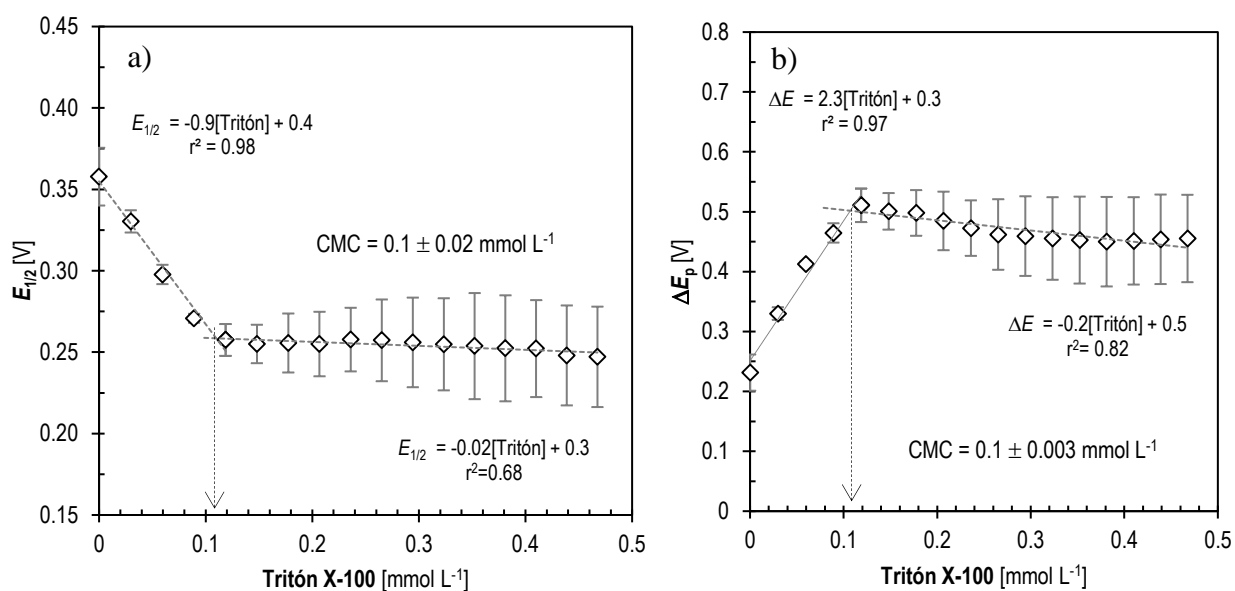 a)
0.45
0.40
0.35
0.30
0.25
0.20
0.15
E1/2 [V]
E1/2 = -0.9[Tritón] + 0.4
r² = 0.98
CMC = 0.1 ± 0.02 mmol L-1
E1/2 = -0.02[Tritón] + 0.3
r²=0.68
0 0.1 0.2 0.3 0.4 0.5
Tritón X-100 [mmol L-1]
b)
0.8
0.7
0.6
0.5
0.4
0.3
0.2
0.1
0
ΔEp [V]
ΔE = 2.3[Tritón] + 0.3
r² = 0.97
ΔE = -0.2[Tritón] + 0.5
r²= 0.82
CMC = 0.1 ± 0.003 mmol L-1
0 0.1 0.2 0.3 0.4 0.5
Tritón X-100 [mmol L-1]